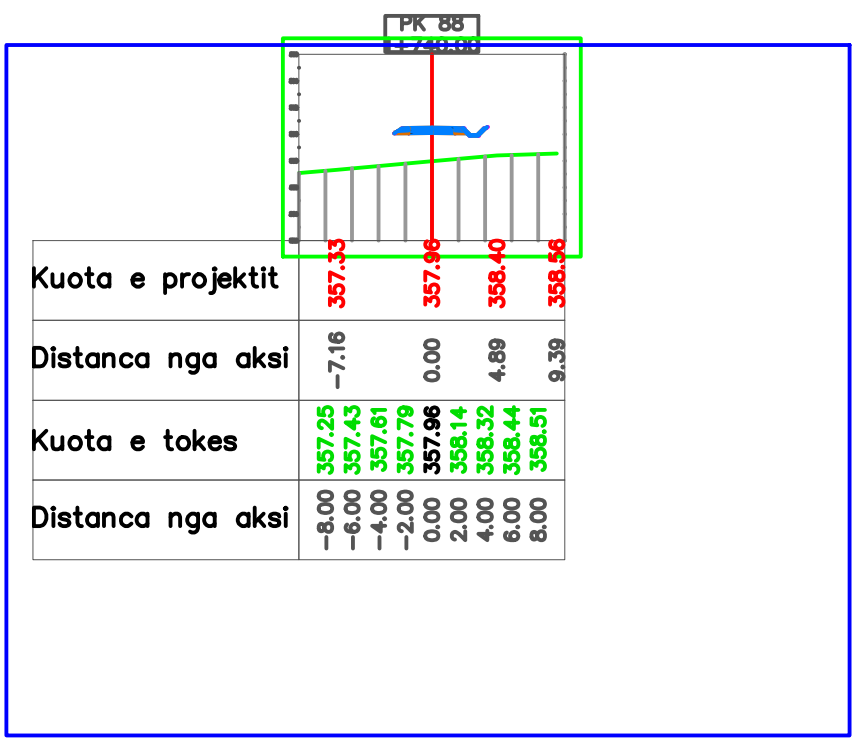 PK 88
+740.00
Kuota e projektit 357.33 357.96 358.40 358.56
Distanca nga aksi -7.16 0.00 4.89 9.39
Kuota e tokes 357.25 357.43 357.61 357.79 357.96 358.14 358.32 358.44 358.51
Distanca nga aksi -8.00 -6.00 -4.00 -2.00 0.00 2.00 4.00 6.00 8.00